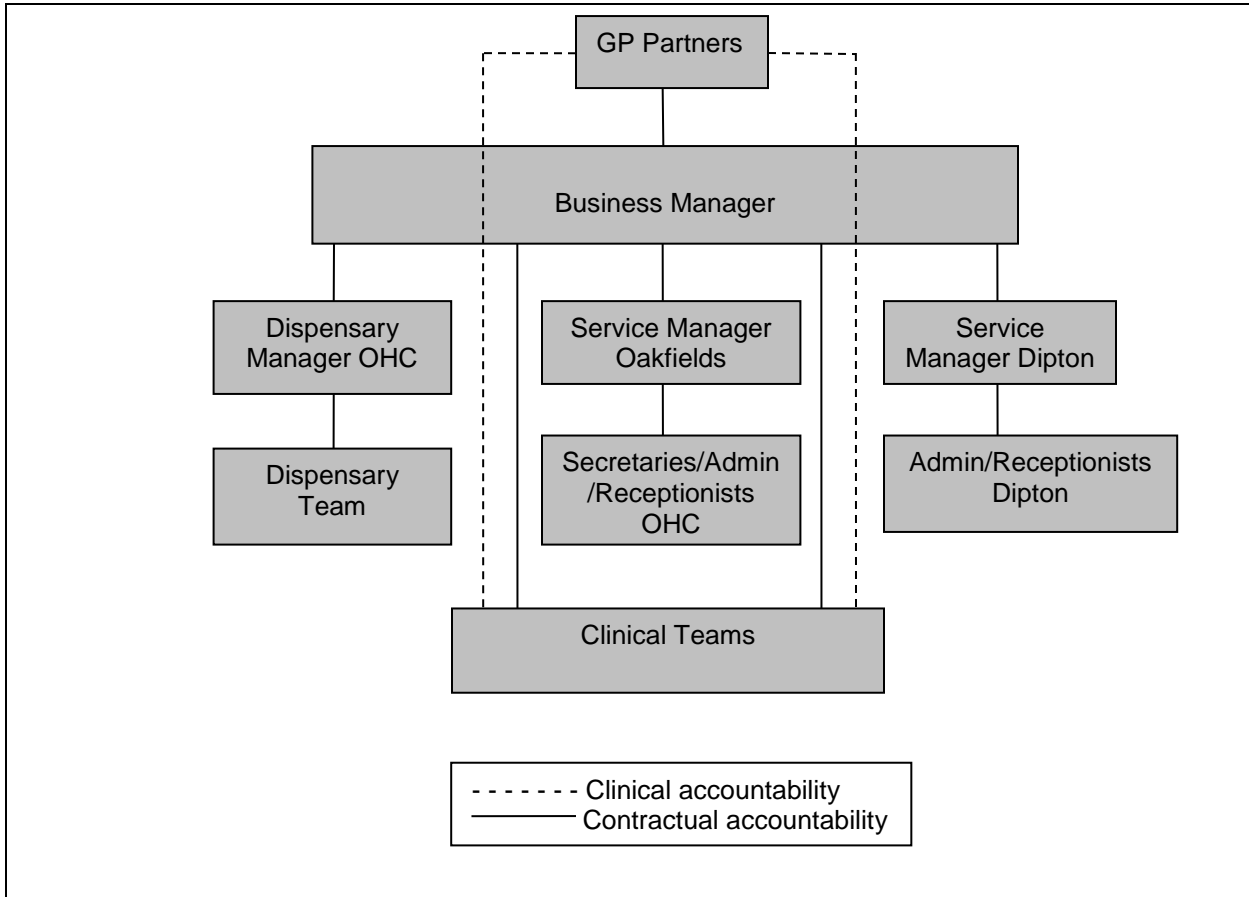 GP Partners
Business Manager
Dispensary
Manager OHC
Service Manager
Oakfields
Service
Manager Dipton
Dispensary
Team
Secretaries/Admin
/Receptionists
OHC
Admin/Receptionists
Dipton
Clinical Teams
Clinical accountability
Contractual accountability